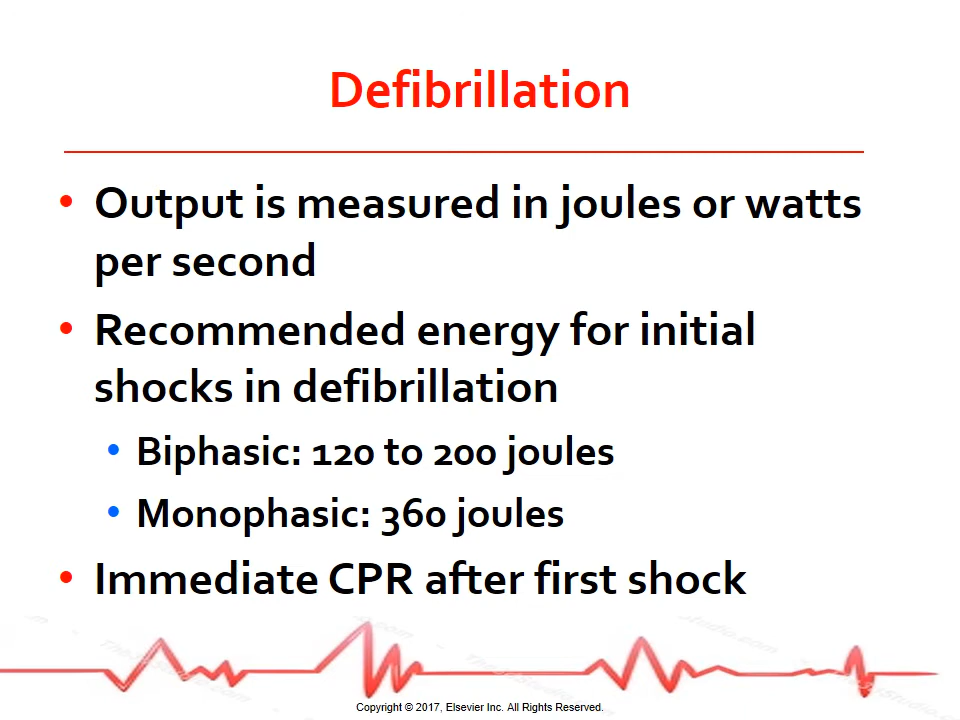 Defibrillation
• Output is measured in joules or watts
per second
• Recommended energy for initial
shocks in defibrillation
• Biphasic: 120 to 200 joules
• Monophasic: 360 joules
• Immediate CPR after first shock
Copyright © 2017, Elsevier Inc. All Rights Reserved.